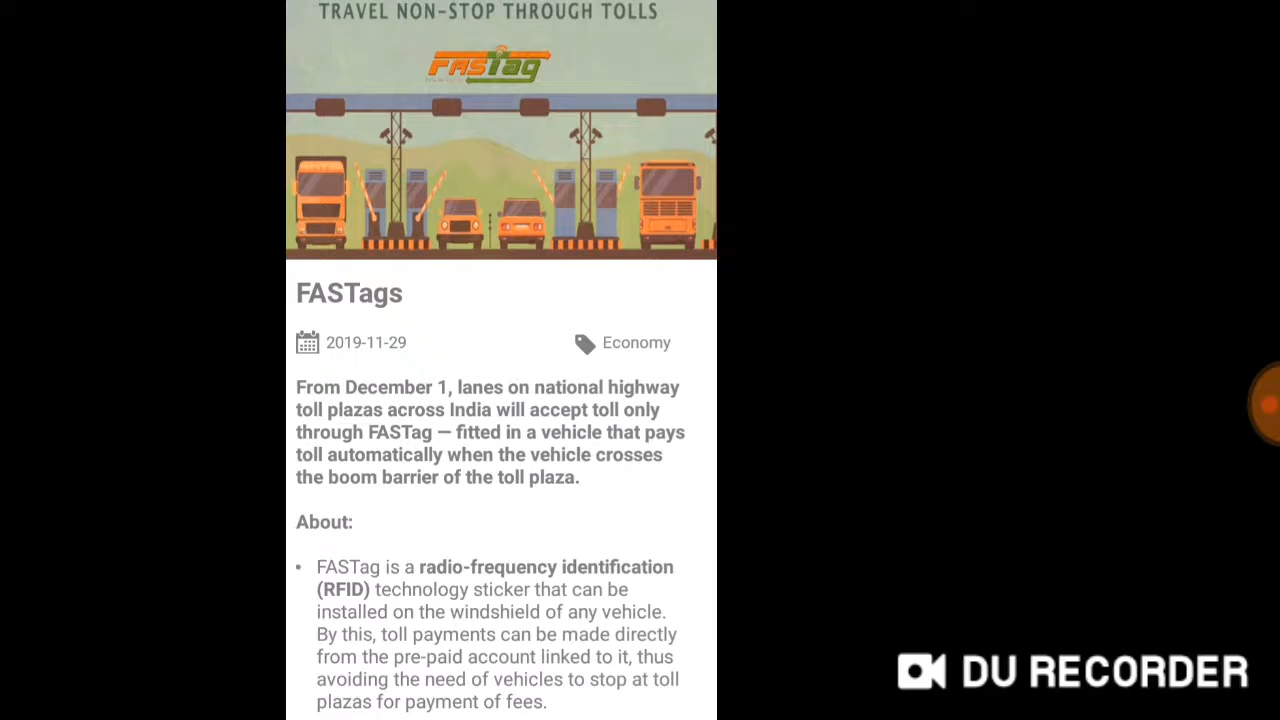 TRAVEL NON-STOP THROUGH TOLLS
FASTag
FASTags
2019-11-29
Economy
From December 1, lanes on national highway
toll plazas across India will accept toll only
through FASTag — fitted in a vehicle that pays
toll automatically when the vehicle crosses
the boom barrier of the toll plaza.
About:
• FASTag is a radio-frequency identification
(RFID) technology sticker that can be
installed on the windshield of any vehicle.
By this, toll payments can be made directly
from the pre-paid account linked to it, thus
avoiding the need of vehicles to stop at toll
plazas for payment of fees.
DU RECORDER